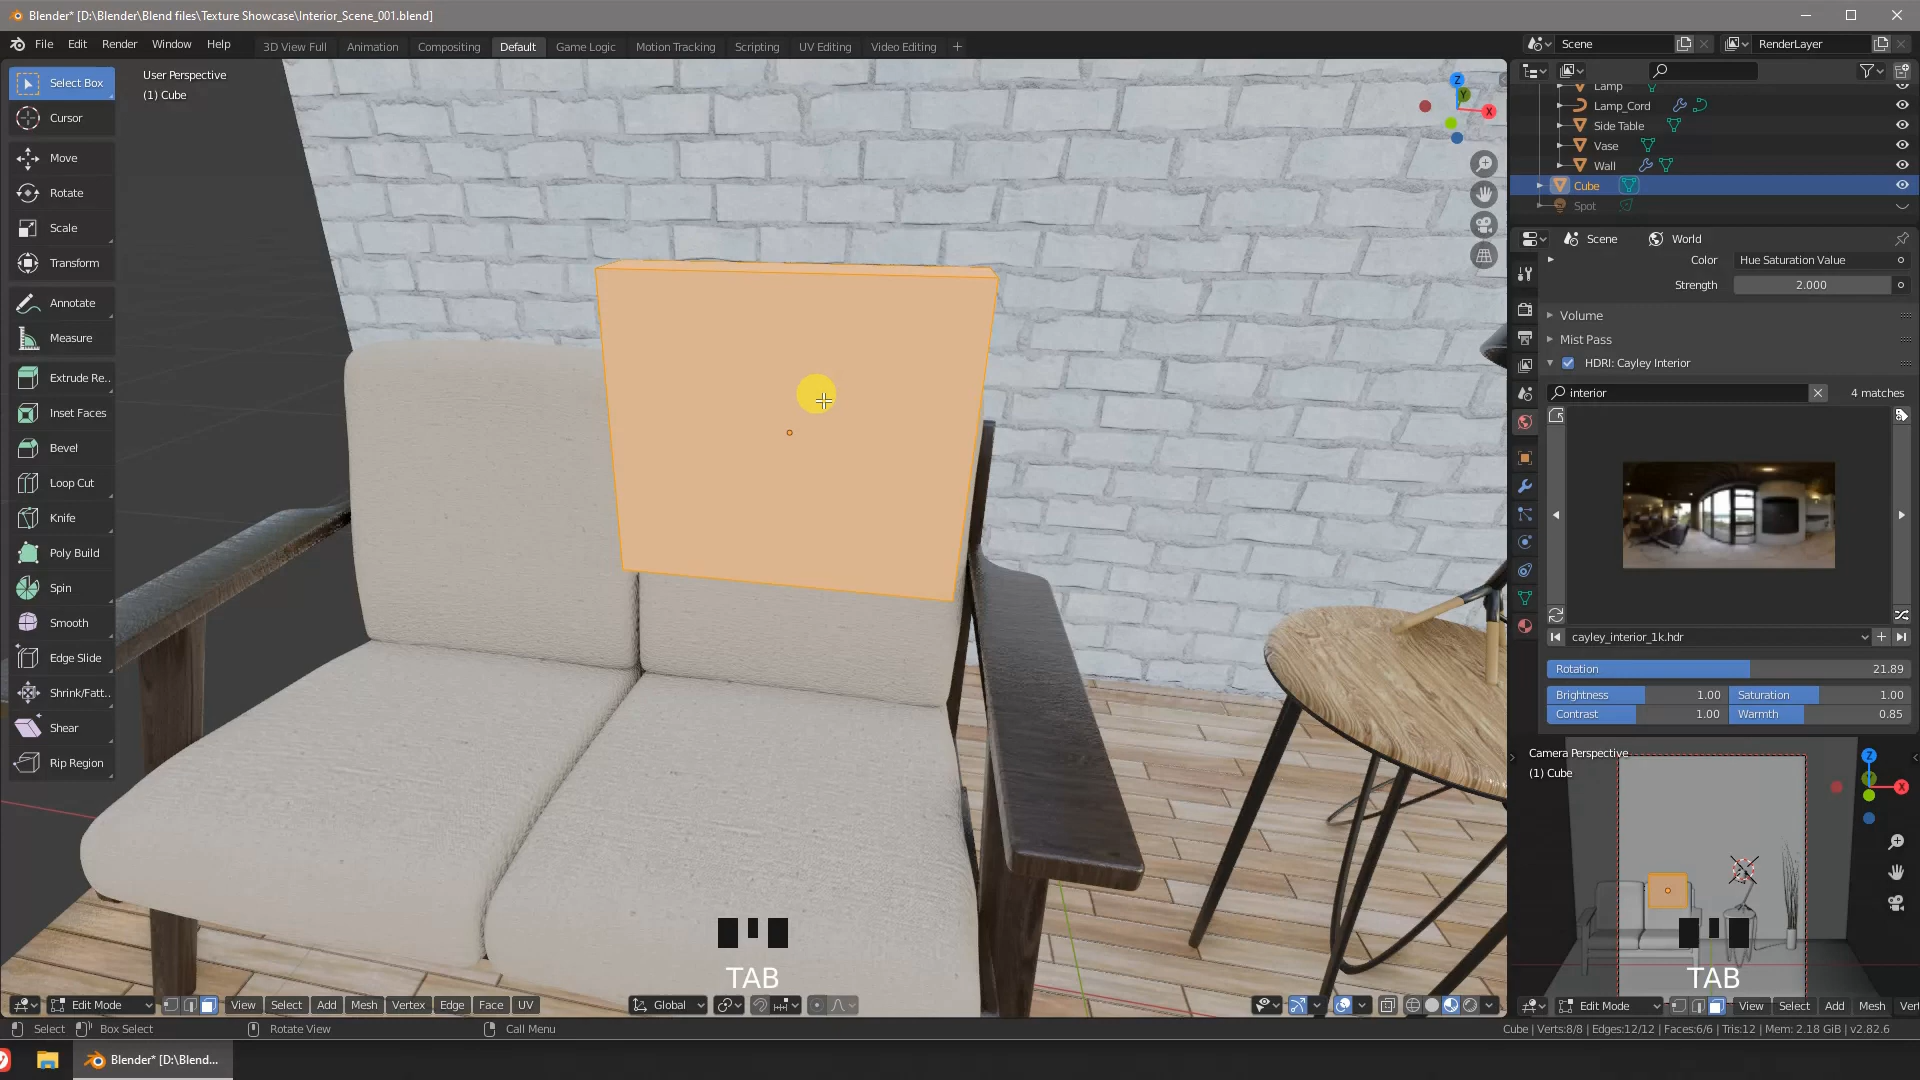 Blender* [D:\Blender\Blend files\Texture Showcase\Interior_Scene_001.blend]
File Edit Render Window Help
3D View Full Animation Compositing Default Game Logic Motion Tracking Scripting UV Editing Video Editing +
Scene
RenderLayer
Select Box
Cursor
Move
Rotate
Scale
Transform
Annotate
Measure
Extrude Re..
Inset Faces
Bevel
Loop Cut
Knife
Poly Build
Spin
Smooth
Edge Slide
Shrink/Fatt..
Shear
Rip Region
User Perspective
(1) Cube
Z
Y
X
Lamp
Lamp_Cord
Side Table
Vase
Wall
Cube
Spot
Scene World
Color Hue Saturation Value
Strength 2.000
Volume
Mist Pass
HDRI: Cayley Interior
interior 4 matches
cayley_interior_1k.hdr
Rotation 21.89
Brightness 1.00 Saturation 1.00
Contrast 1.00 Warmth 0.85
Camera Perspective
(1) Cube
Z
X
TAB
TAB
Edit Mode View Select Add Mesh Vertex Edge Face UV Global
Edit Mode View Select Add Mesh Vert
Select Box Select Rotate View Call Menu
Cube | Verts:8/8 | Edges:12/12 | Faces:6/6 | Tris:12 | Mem: 2.18 GiB | v2.82.6
Blender* [D:\Blend...